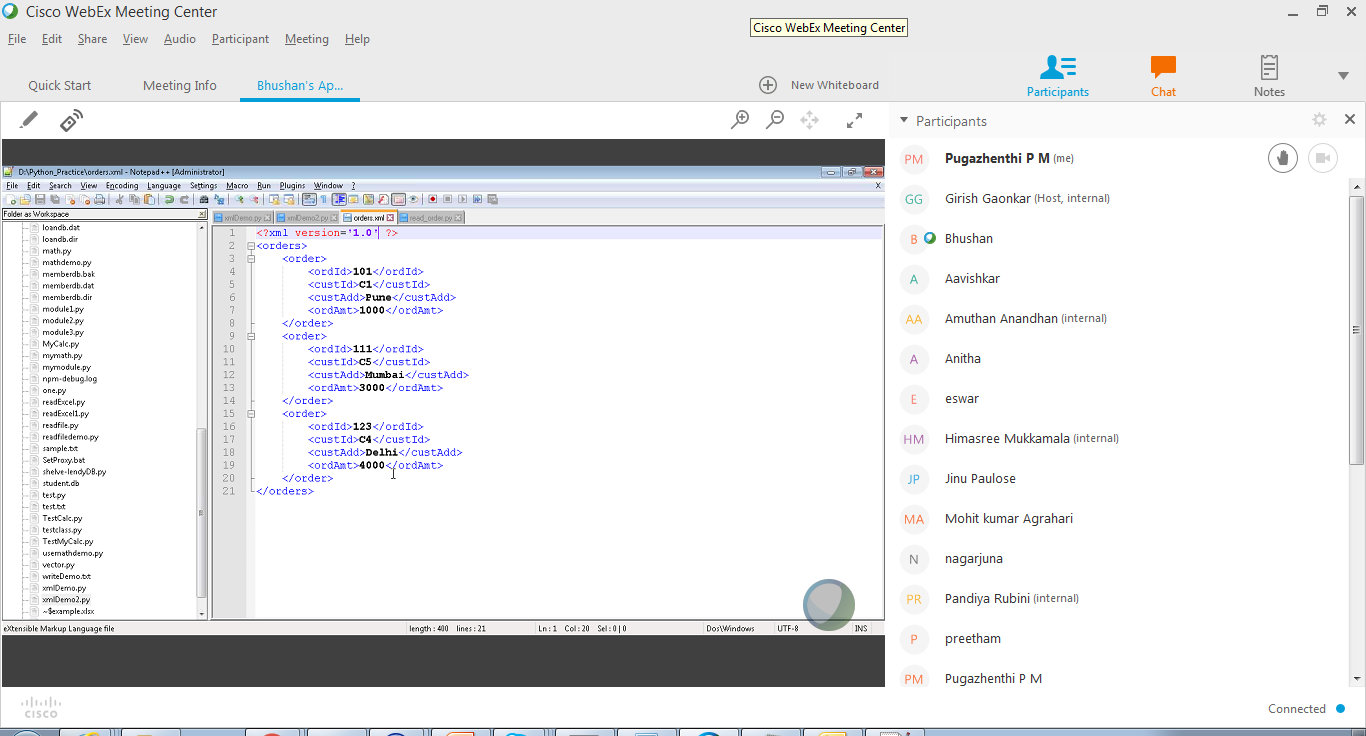 Cisco WebEx Meeting Center
Cisco WebEx Meeting Center
File Edit Share View Audio Participant Meeting Help
Quick Start Meeting Info Bhushan's Ap... New Whiteboard
Participants Chat Notes
Participants
D:\Python_Practice\orders.xml - Notepad++ [Administrator]
File Edit Search View Encoding Language Settings Macro Run Plugins Window ? X
Folder as Workspace
xmlDemo.py xmlDemo2.py orders.xml read_order.py
loandb.dat
loandb.dir
math.py
mathdemo.py
memberdb.bak
memberdb.dat
memberdb.dir
module1.py
module2.py
module3.py
MyCalc.py
mymath.py
mymodule.py
npm-debug.log
one.py
readExcel.py
readExcel1.py
readfile.py
readfiledemo.py
sample.txt
SetProxy.bat
shelve-lendyDB.py
student.db
test.py
test.txt
TestCalc.py
testclass.py
TestMyCalc.py
usemathdemo.py
vector.py
writeDemo.txt
xmlDemo.py
xmlDemo2.py
~$example.xlsx
1 <?xml version='1.0' ?>
2 <orders>
3 <order>
4 <ordId>101</ordId>
5 <custId>C1</custId>
6 <custAdd>Pune</custAdd>
7 <ordAmt>1000</ordAmt>
8 </order>
9 <order>
10 <ordId>111</ordId>
11 <custId>C5</custId>
12 <custAdd>Mumbai</custAdd>
13 <ordAmt>3000</ordAmt>
14 </order>
15 <order>
16 <ordId>123</ordId>
17 <custId>C4</custId>
18 <custAdd>Delhi</custAdd>
19 <ordAmt>4000</ordAmt>
20 </order>
21 </orders>
eXtensible Markup Language file length : 400 lines : 21 Ln : 1 Col : 20 Sel : 0 | 0 Dos\Windows UTF-8 INS
PM Pugazhenthi P M (me)
GG Girish Gaonkar (Host, internal)
B Bhushan
A Aavishkar
AA Amuthan Anandhan (internal)
A Anitha
E eswar
HM Himasree Mukkamala (internal)
JP Jinu Paulose
MA Mohit kumar Agrahari
N nagarjuna
PR Pandiya Rubini (internal)
P preetham
PM Pugazhenthi P M
CISCO
Connected